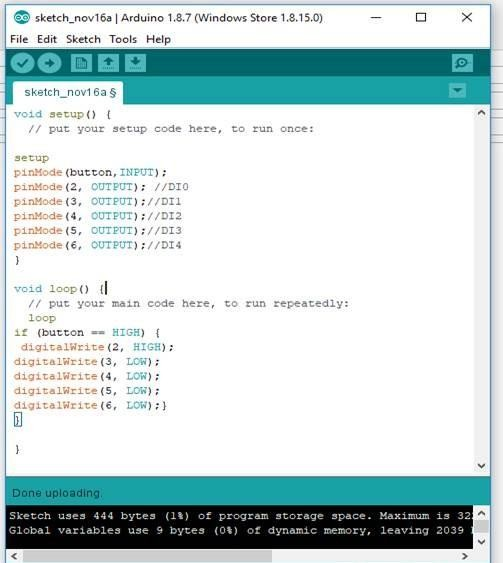 sketch_nov16a | Arduino 1.8.7 (Windows Store 1.8.15.0)
File Edit Sketch Tools Help
sketch_nov16a §
void setup() {
// put your setup code here, to run once:
setup
pinMode(button,INPUT);
pinMode(2, OUTPUT); //DI0
pinMode(3, OUTPUT);//DI1
pinMode(4, OUTPUT);//DI2
pinMode(5, OUTPUT);//DI3
pinMode(6, OUTPUT);//DI4
}
void loop() {
// put your main code here, to run repeatedly:
loop
if (button == HIGH) {
digitalWrite(2, HIGH);
digitalWrite(3, LOW);
digitalWrite(4, LOW);
digitalWrite(5, LOW);
digitalWrite(6, LOW);}
}
}
Done uploading.
Sketch uses 444 bytes (1%) of program storage space. Maximum is
Global variables use 9 bytes (0%) of dynamic memory, leaving 2039